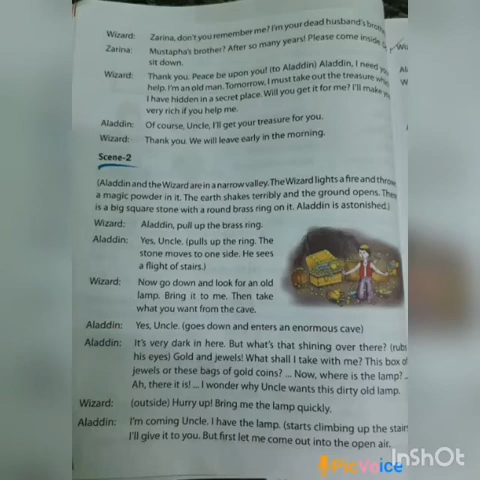 Wizard: Zarina, don't you remember me? I'm your dead husband's brother
Zarina: Mustapha's brother? After so many years! Please come inside
sit down.
Wizard: Thank you. Peace be upon you! (to Aladdin) Aladdin, I need you
help. I'm an old man. Tomorrow, I must take out the treasure which
I have hidden in a secret place. Will you get it for me? I'll make you
very rich if you help me.
Aladdin: Of course, Uncle, I'll get your treasure for you.
Wizard: Thank you. We will leave early in the morning.
Scene-2
(Aladdin and the Wizard are in a narrow valley. The Wizard lights a fire and throw
a magic powder in it. The earth shakes terribly and the ground opens. There
is a big square stone with a round brass ring on it. Aladdin is astonished.)
Wizard: Aladdin, pull up the brass ring.
Aladdin: Yes, Uncle. (pulls up the ring. The
stone moves to one side. He sees
a flight of stairs.)
Wizard: Now go down and look for an old
lamp. Bring it to me. Then take
what you want from the cave.
Aladdin: Yes, Uncle. (goes down and enters an enormous cave)
Aladdin: It's very dark in here. But what's that shining over there? (rubs
his eyes) Gold and jewels! What shall I take with me? This box of
jewels or these bags of gold coins? ... Now, where is the lamp? ..
Ah, there it is! ... I wonder why Uncle wants this dirty old lamp.
Wizard: (outside) Hurry up! Bring me the lamp quickly.
Aladdin: I'm coming Uncle. I have the lamp. (starts climbing up the stair
I'll give it to you. But first let me come out into the open air.
InShOt
PicVoice